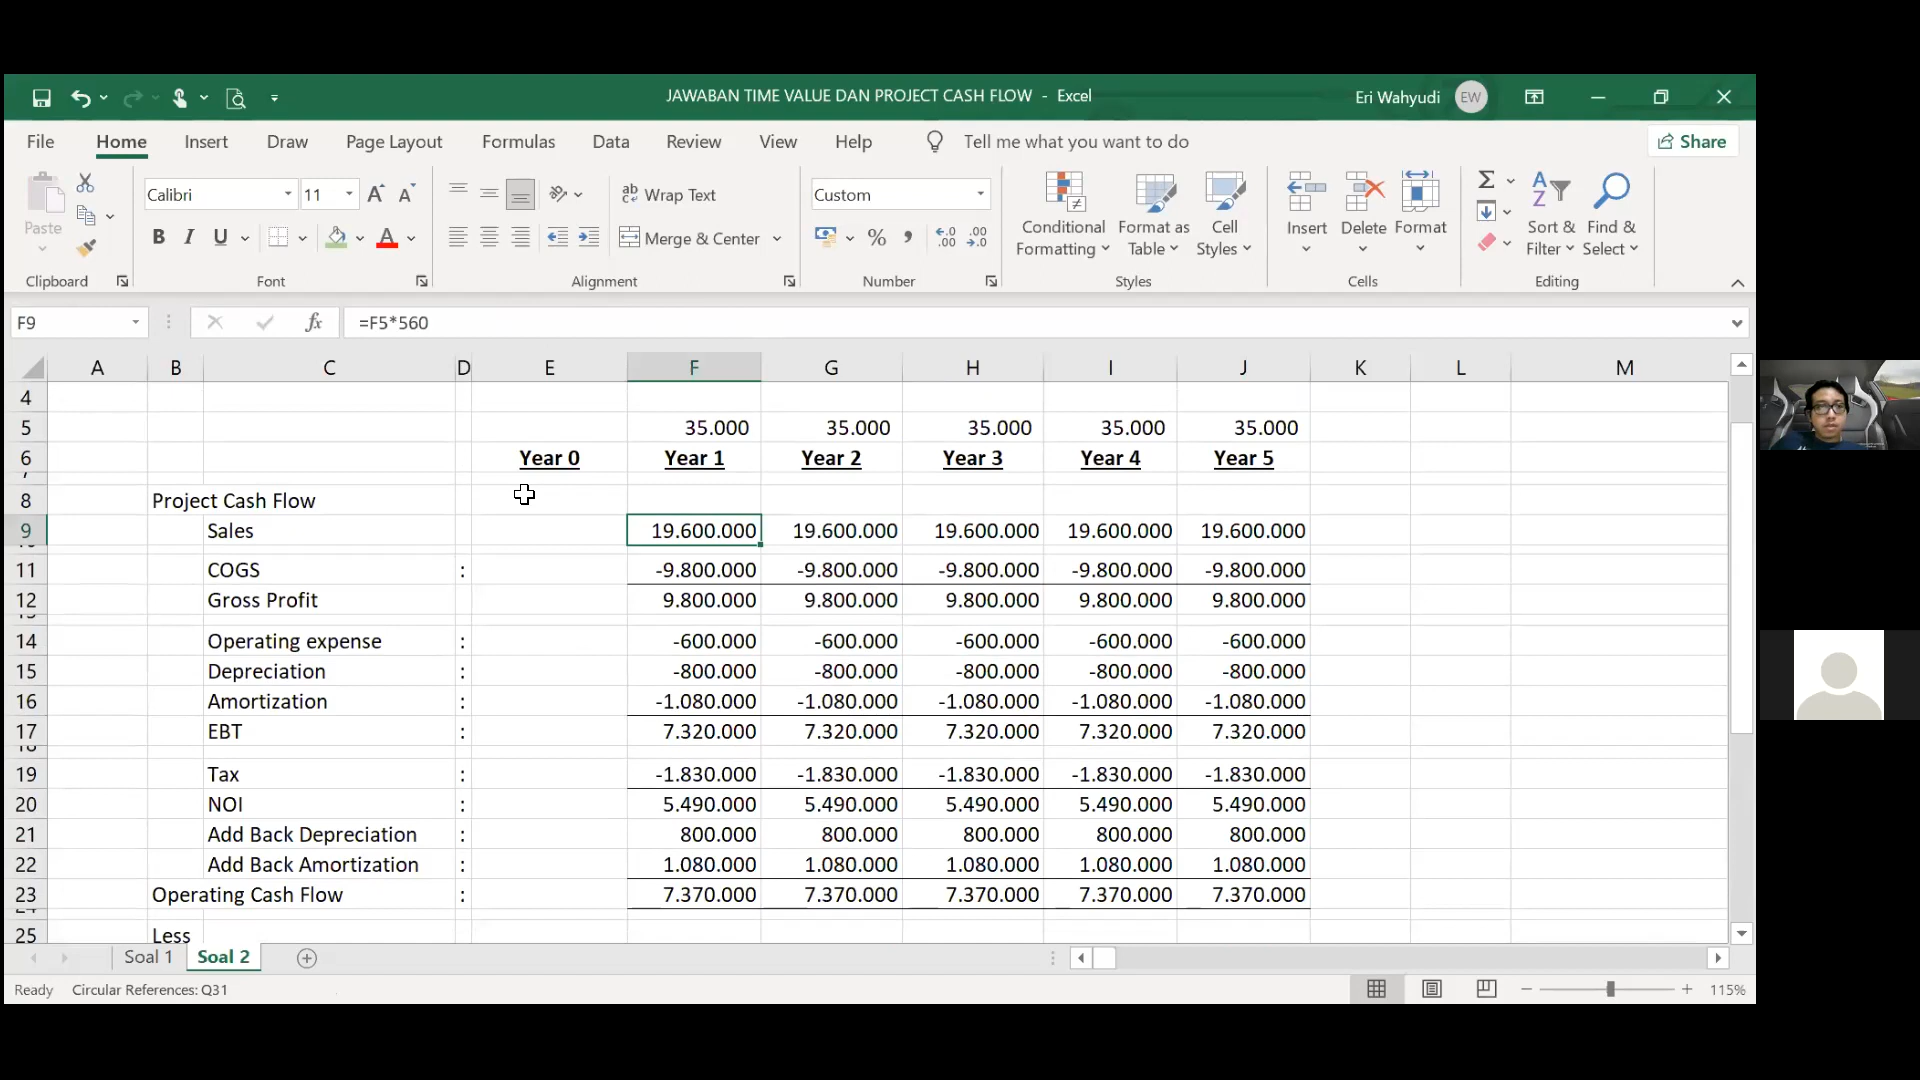 JAWABAN TIME VALUE DAN PROJECT CASH FLOW - Excel
Eri Wahyudi EW
File Home Insert Draw Page Layout Formulas Data Review View Help Tell me what you want to do Share
Paste
Clipboard
Calibri 11
B I U
Font
Wrap Text
Merge & Center
Alignment
Custom
Number
Conditional Formatting
Format as Table
Cell Styles
Styles
Insert Delete Format
Cells
Sort & Filter
Find & Select
Editing
F9 fx =F5*560
A B C D E F G H I J K L M
4
5 35.000 35.000 35.000 35.000 35.000
6 Year 0 Year 1 Year 2 Year 3 Year 4 Year 5
8 Project Cash Flow
9 Sales 19.600.000 19.600.000 19.600.000 19.600.000 19.600.000
11 COGS : -9.800.000 -9.800.000 -9.800.000 -9.800.000 -9.800.000
12 Gross Profit 9.800.000 9.800.000 9.800.000 9.800.000 9.800.000
14 Operating expense : -600.000 -600.000 -600.000 -600.000 -600.000
15 Depreciation : -800.000 -800.000 -800.000 -800.000 -800.000
16 Amortization : -1.080.000 -1.080.000 -1.080.000 -1.080.000 -1.080.000
17 EBT : 7.320.000 7.320.000 7.320.000 7.320.000 7.320.000
19 Tax : -1.830.000 -1.830.000 -1.830.000 -1.830.000 -1.830.000
20 NOI : 5.490.000 5.490.000 5.490.000 5.490.000 5.490.000
21 Add Back Depreciation : 800.000 800.000 800.000 800.000 800.000
22 Add Back Amortization : 1.080.000 1.080.000 1.080.000 1.080.000 1.080.000
23 Operating Cash Flow : 7.370.000 7.370.000 7.370.000 7.370.000 7.370.000
25 Less
Soal 1 Soal 2
Ready Circular References: Q31 115%